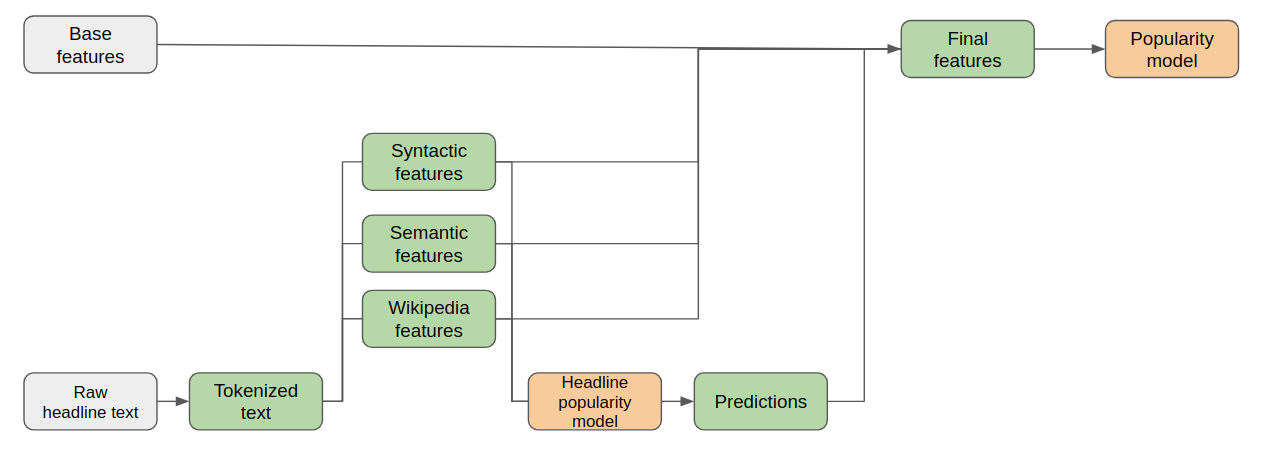 Base
features
Final
features
Popularity
model
Syntactic
features
Semantic
features
Wikipedia
features
Raw
headline text
Tokenized
text
Headline
popularity
model
Predictions